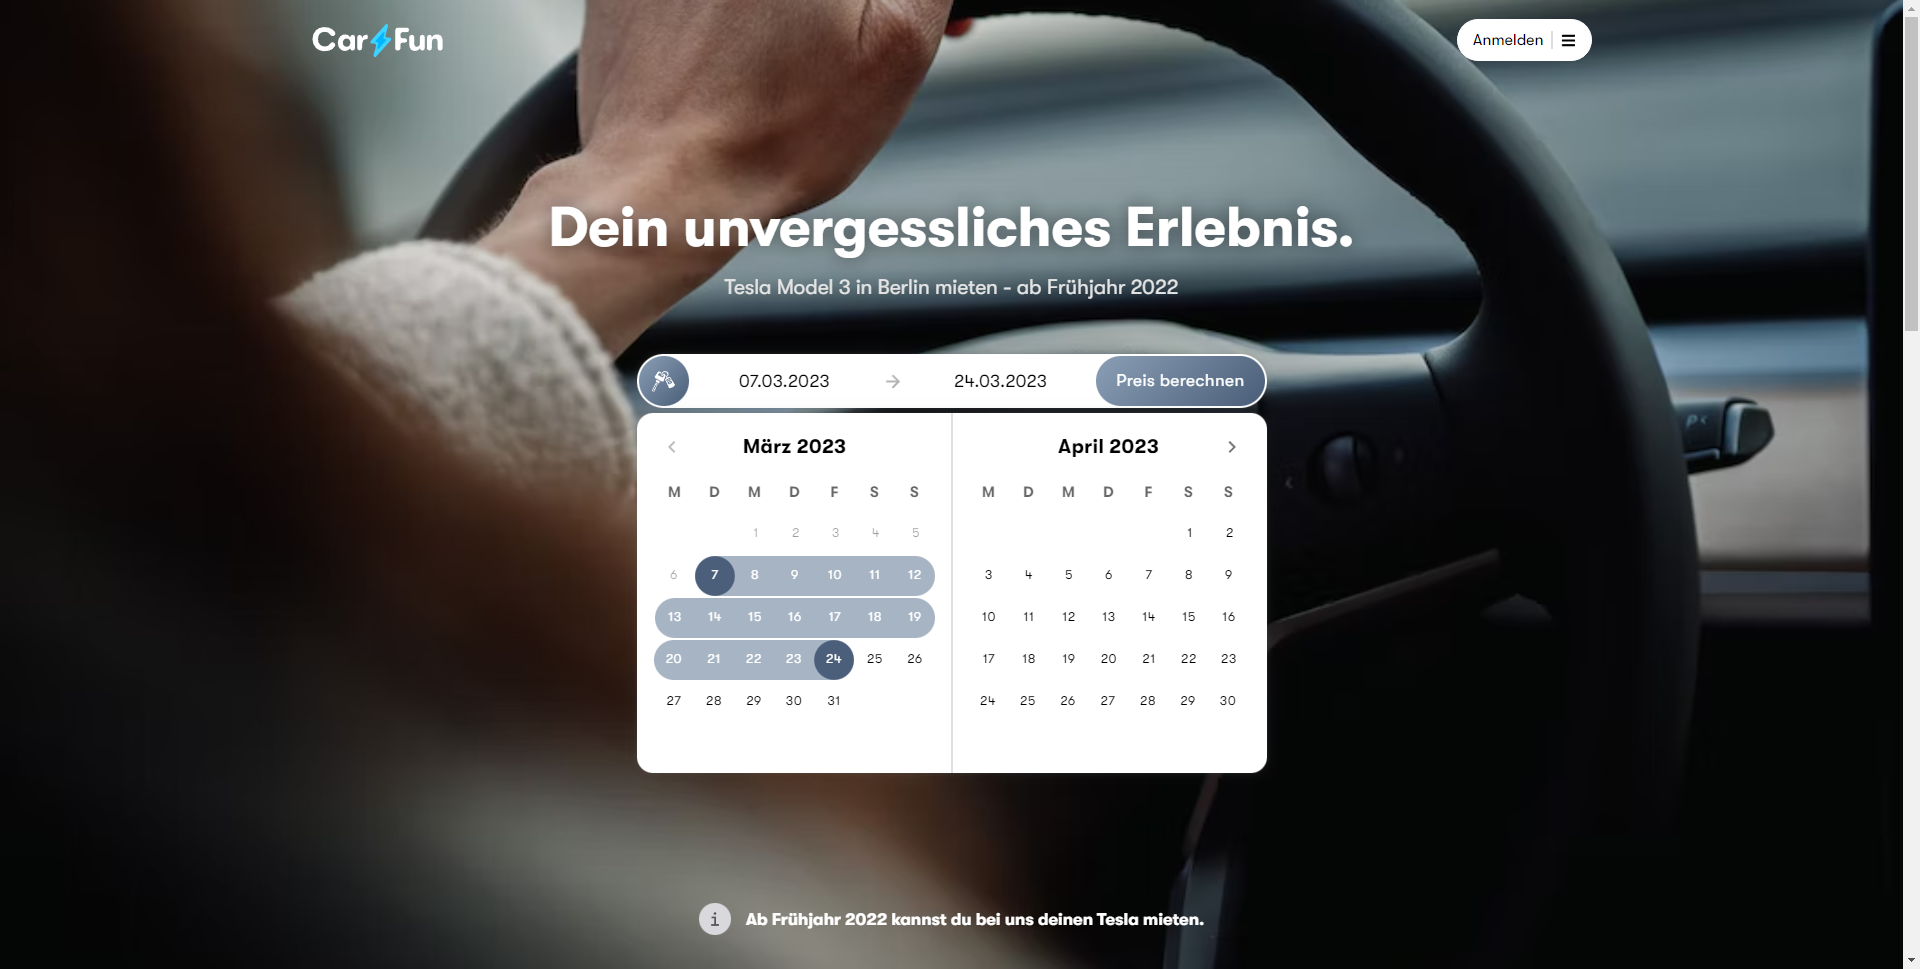 Car Fun
Anmelden
Dein unvergessliches Erlebnis.
Tesla Model 3 in Berlin mieten - ab Frühjahr 2022
07.03.2023 → 24.03.2023 Preis berechnen
März 2023
M D M D F S S
1 2 3 4 5
6 7 8 9 10 11 12
13 14 15 16 17 18 19
20 21 22 23 24 25 26
27 28 29 30 31
April 2023
M D M D F S S
1 2
3 4 5 6 7 8 9
10 11 12 13 14 15 16
17 18 19 20 21 22 23
24 25 26 27 28 29 30
P
i Ab Frühjahr 2022 kannst du bei uns deinen Tesla mieten.